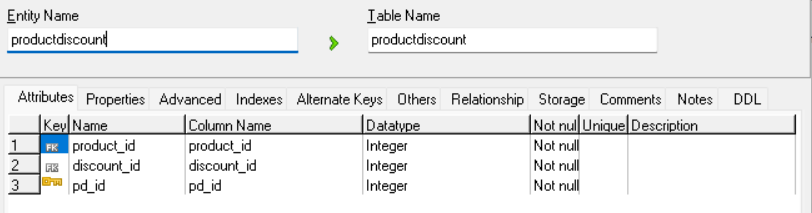 Entity Name Table Name
productdiscount productdiscount
Attributes Properties Advanced Indexes Alternate Keys Others Relationship Storage Comments Notes DDL
Key Name Column Name Datatype Not nul Unique Description
1 FK product_id product_id Integer Not null
2 FK discount_id discount_id Integer Not null
3 pd_id pd_id Integer Not null